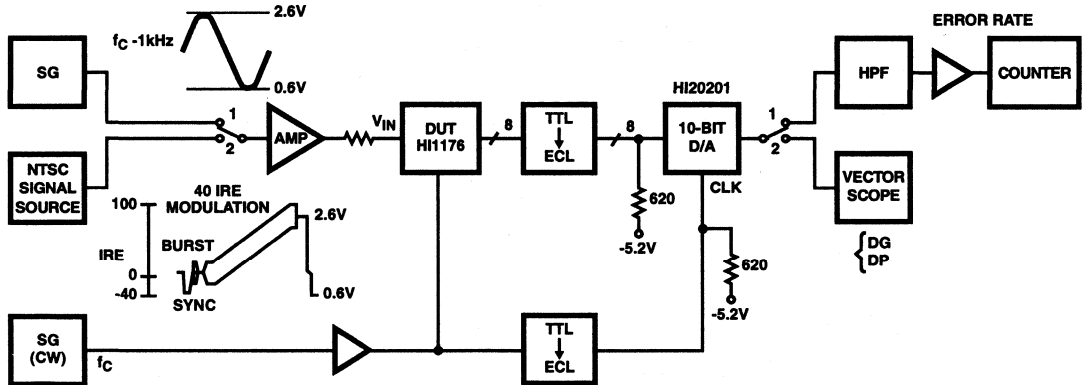 2.6V
fC -1kHz
0.6V
ERROR RATE
SG
HPF
COUNTER
HI20201
1
2
AMP
VIN
DUT
HI1176
8
TTL
ECL
8
10-BIT
D/A
CLK
1
2
NTSC
SIGNAL
SOURCE
VECTOR
SCOPE
620
-5.2V
DG
DP
620
-5.2V
40 IRE
MODULATION
100
2.6V
BURST
IRE
0
-40
SYNC
0.6V
SG
(CW)
fC
TTL
ECL